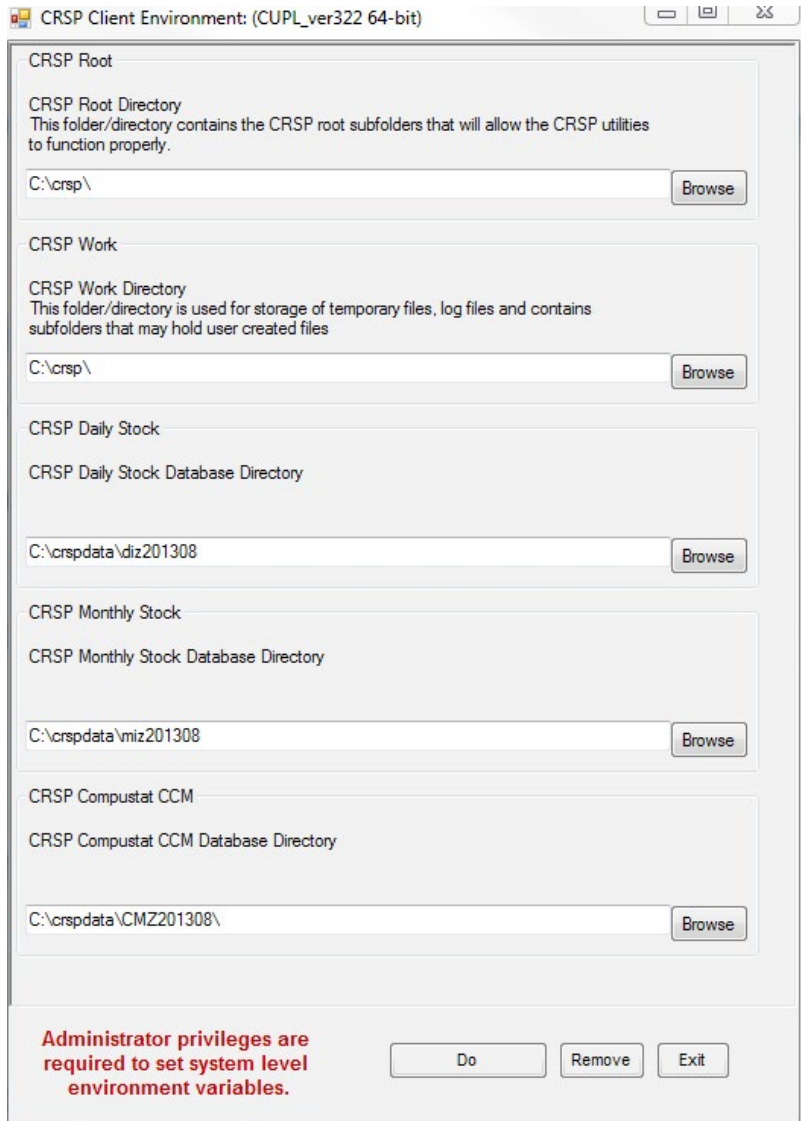 CRSP Client Environment: (CUPL_ver322 64-bit)
CRSP Root
CRSP Root Directory
This folder/directory contains the CRSP root subfolders that will allow the CRSP utilities
to function properly.
C:\crsp\
Browse
CRSP Work
CRSP Work Directory
This folder/directory is used for storage of temporary files, log files and contains
subfolders that may hold user created files
C:\crsp\
Browse
CRSP Daily Stock
CRSP Daily Stock Database Directory
C:\crspdata\diz201308
Browse
CRSP Monthly Stock
CRSP Monthly Stock Database Directory
C:\crspdata\miz201308
Browse
CRSP Compustat CCM
CRSP Compustat CCM Database Directory
C:\crspdata\CMZ201308\
Browse
Administrator privileges are
required to set system level
environment variables.
Do
Remove
Exit